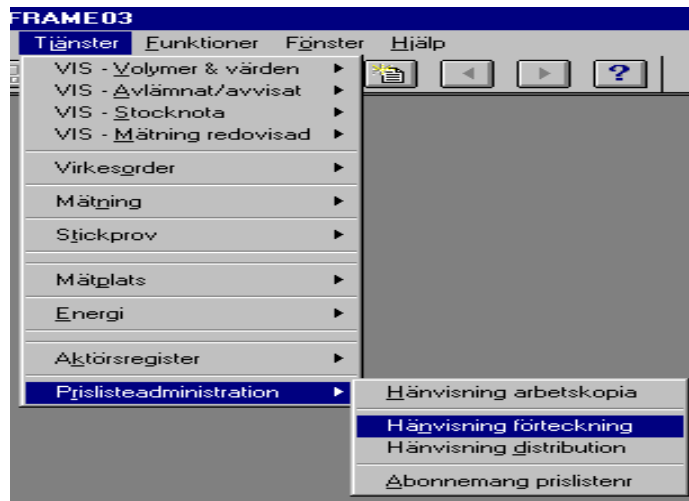 FRAME03
Tjänster Funktioner Fönster Hjälp
VIS - Volymer & värden
VIS - Avlämnat/avvisat
VIS - Stocknota
VIS - Mätning redovisad
Virkesorder
Mätning
Stickprov
Mätplats
Energi
Aktörsregister
Prislisteadministration
Hänvisning arbetskopia
Hänvisning förteckning
Hänvisning distribution
Abonnemang prislistenr